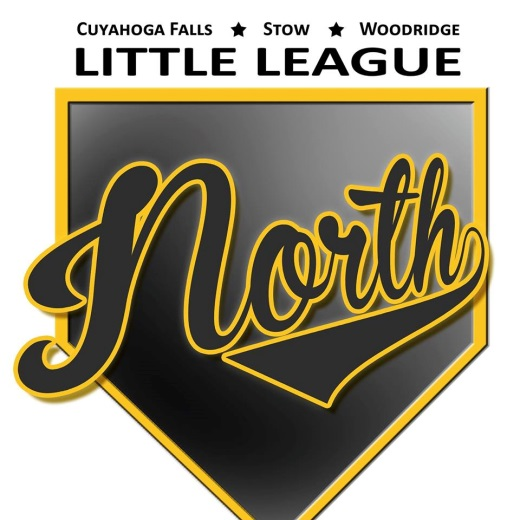 CUYAHOGA FALLS ★ STOW ★ WOODRIDGE
LITTLE LEAGUE
North